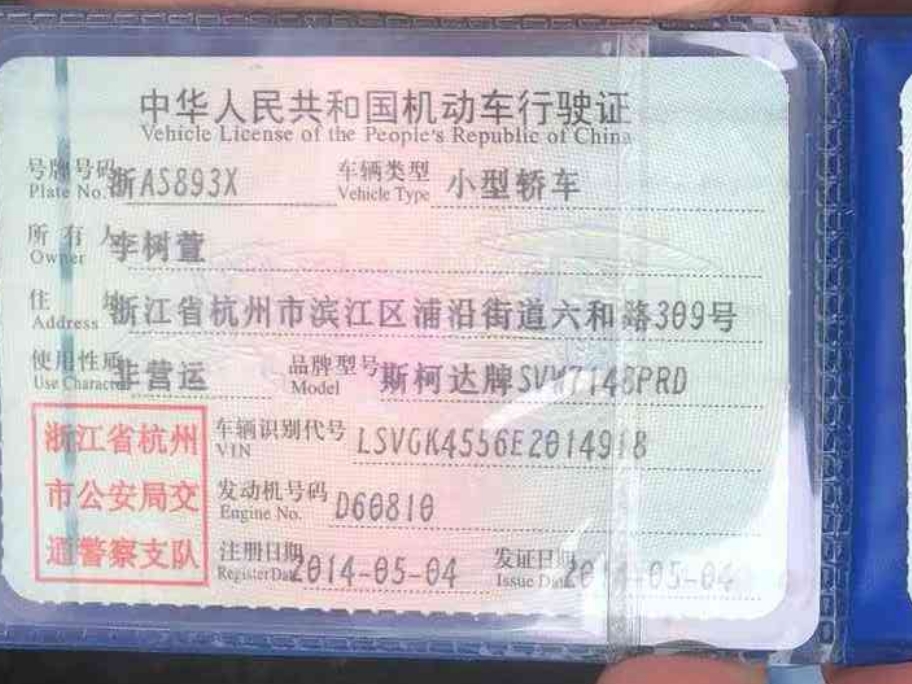 中华人民共和国机动车行驶证
Vehicle License of the People's Republic of China
号牌号码 浙AS893X 车辆类型 小型轿车
Plate No. Vehicle Type
所有人 李树萱
Owner
住址 浙江省杭州市滨江区浦沿街道六和路309号
Address
使用性质 非营运 品牌型号 斯柯达牌SVW7148PRD
Use Character Model
浙江省杭州
市公安局交
通警察支队
车辆识别代号 LSVGK4556E2014918
VIN
发动机号码 D60810
Engine No.
注册日期 2014-05-04 发证日期 2014-05-04
Register Date Issue Date